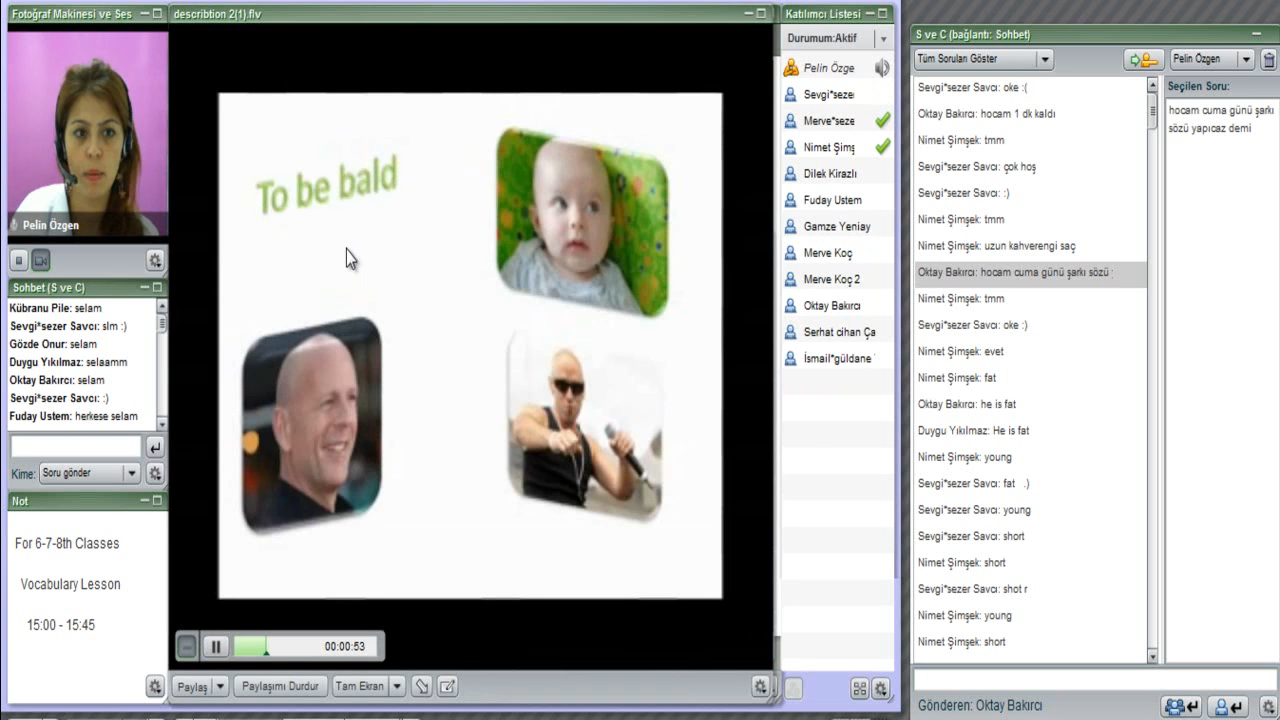 Fotoğraf Makinesi ve Ses
Pelin Özgen
Sohbet (S ve C)
Kübranu Pile: selam
Sevgi*sezer Savcı: slm :)
Gözde Onur: selam
Duygu Yıkılmaz: selaamm
Oktay Bakırcı: selam
Sevgi*sezer Savcı: :)
Fuday Ustem: herkese selam
Kime: Soru gönder
Not
For 6-7-8th Classes
Vocabulary Lesson
15:00 - 15:45
describtion 2(1).flv
To be bald
00:00:53
Paylaş
Paylaşımı Durdur
Tam Ekran
Katılımcı Listesi
Durumum:Aktif
Pelin Özge
Sevgi*sezer
Merve*seze
Nimet Şimş
Dilek Kirazlı
Fuday Ustem
Gamze Yeniay
Merve Koç
Merve Koç 2
Oktay Bakırcı
Serhat cihan Ça
İsmail*güldane
S ve C (bağlantı: Sohbet)
Tüm Soruları Göster
Pelin Özgen
Sevgi*sezer Savcı: oke :(
Oktay Bakırcı: hocam 1 dk kaldı
Nimet Şimşek: tmm
Sevgi*sezer Savcı: çok hoş
Sevgi*sezer Savcı: :)
Nimet Şimşek: tmm
Nimet Şimşek: uzun kahverengi saç
Oktay Bakırcı: hocam cuma günü şarkı sözü
Nimet Şimşek: tmm
Sevgi*sezer Savcı: oke :)
Nimet Şimşek: evet
Nimet Şimşek: fat
Oktay Bakırcı: he is fat
Duygu Yıkılmaz: He is fat
Nimet Şimşek: young
Sevgi*sezer Savcı: fat .)
Sevgi*sezer Savcı: young
Sevgi*sezer Savcı: short
Nimet Şimşek: short
Sevgi*sezer Savcı: shot r
Nimet Şimşek: young
Nimet Şimşek: short
Seçilen Soru:
hocam cuma günü şarkı
sözü yapıcaz demi
Gönderen: Oktay Bakırcı